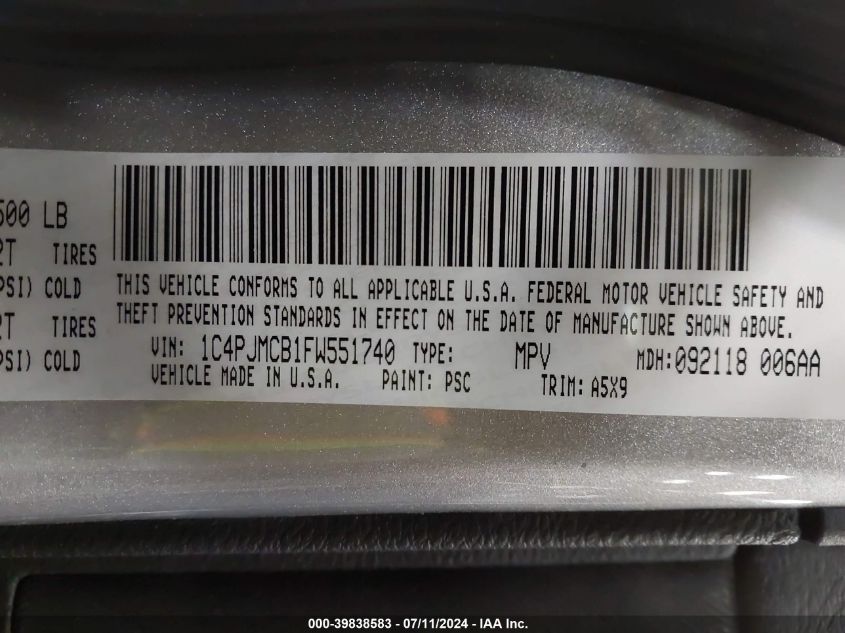 500 LB
2T TIRES
PSI) COLD
2T TIRES
PSI) COLD
THIS VEHICLE CONFORMS TO ALL APPLICABLE U.S.A. FEDERAL MOTOR VEHICLE SAFETY AND
THEFT PREVENTION STANDARDS IN EFFECT ON THE DATE OF MANUFACTURE SHOWN ABOVE.
VIN: 1C4PJMCB1FW551740 TYPE: MPV MDH:092118 006AA
VEHICLE MADE IN U.S.A. PAINT: PSC TRIM: A5X9
000-39838583 - 07/11/2024 - IAA Inc.